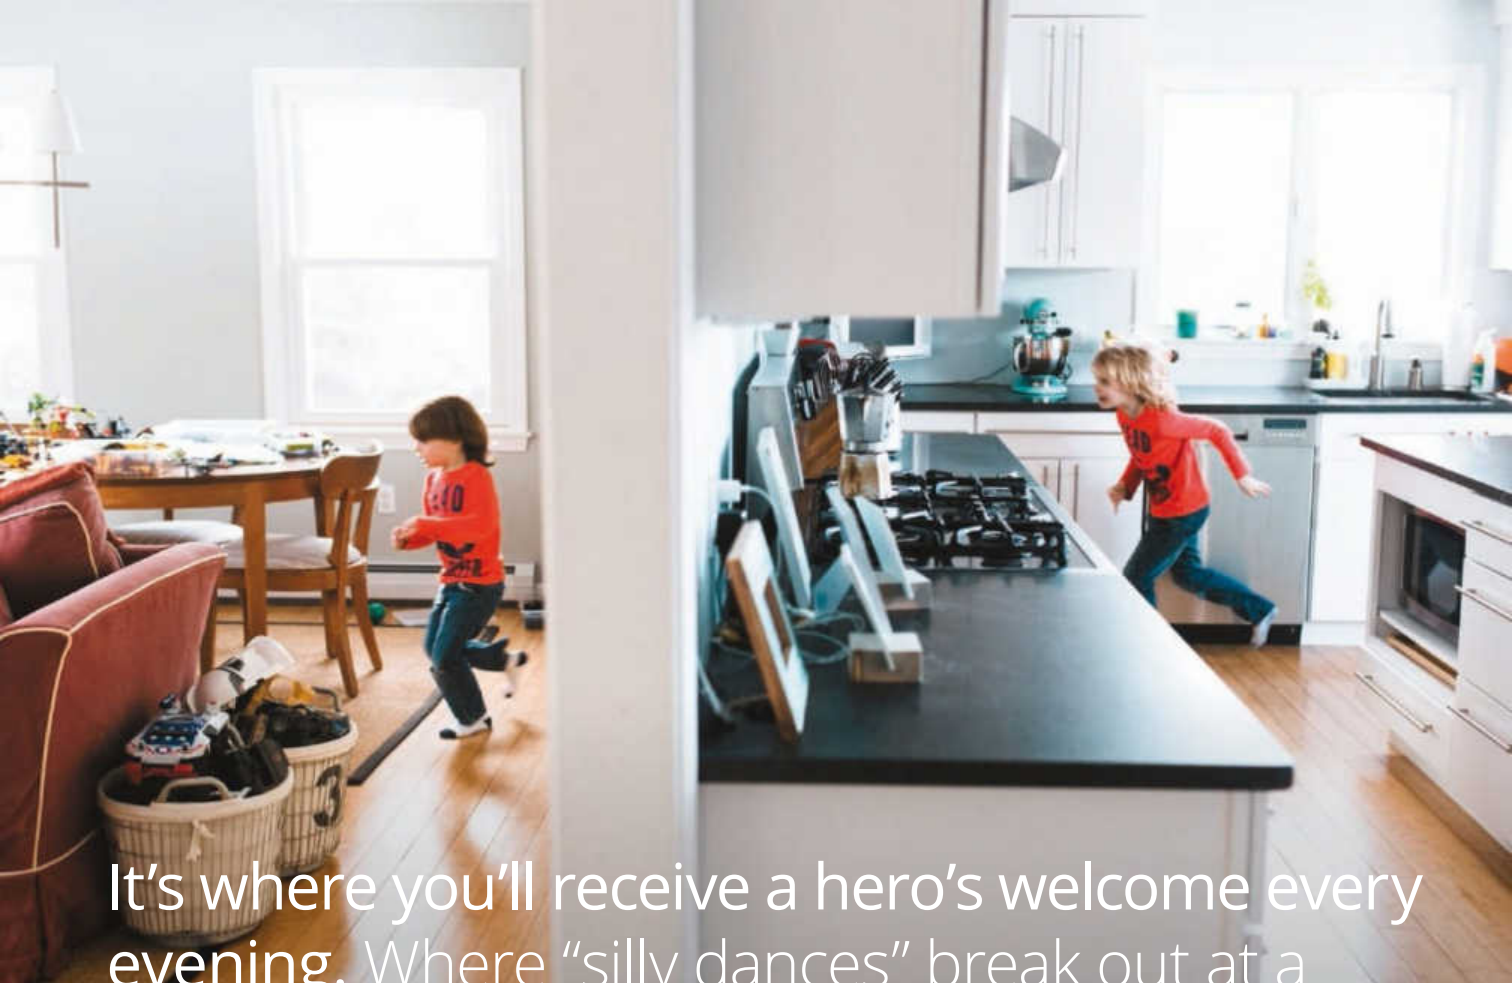 It’s where you’ll receive a hero’s welcome every
evening. Where “silly dances” break out at a